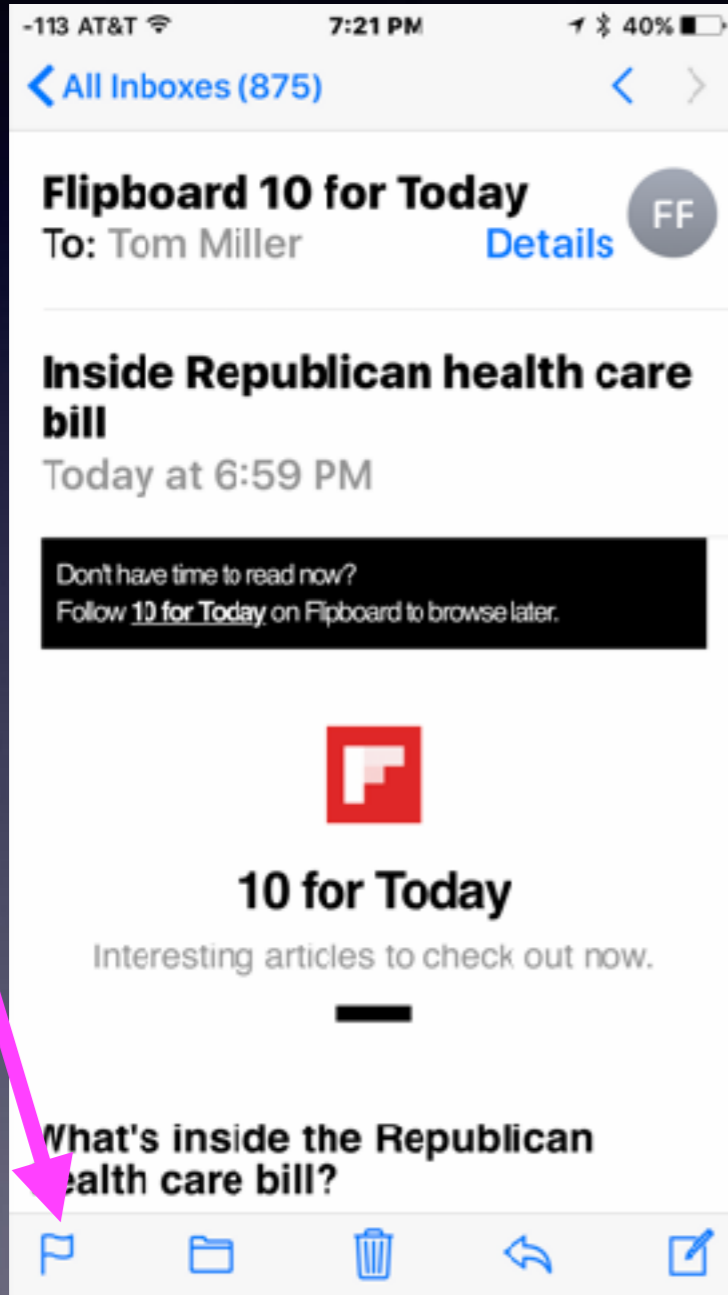 -113 AT&T 7:21 PM 40%
All Inboxes (875)
Flipboard 10 for Today
FF
To: Tom Miller Details
Inside Republican health care
bill
Today at 6:59 PM
Don't have time to read now?
Follow 10 for Today on Flipboard to browse later.
10 for Today
Interesting articles to check out now.
What's inside the Republican
health care bill?